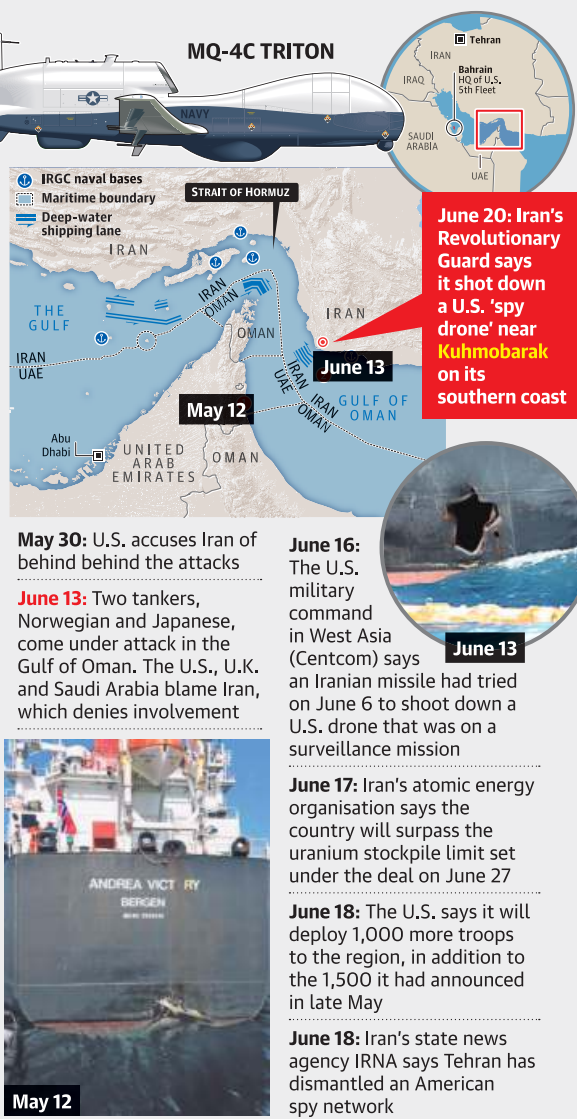 MQ-4C TRITON
NAVY
Tehran
IRAN
Bahrain
HQ of U.S.
5th Fleet
IRAQ
SAUDI
ARABIA
UAE
IRGC naval bases
Maritime boundary
Deep-water
shipping lane
STRAIT OF HORMUZ
IRAN
THE
GULF
IRAN
OMAN
OMAN
IRAN
IRAN
UAE
June 13
IRAN
UAE
IRAN
OMAN
GULF OF
OMAN
May 12
Abu
Dhabi
UNITED
ARAB
EMIRATES
OMAN
June 20: Iran's
Revolutionary
Guard says
it shot down
a U.S. 'spy
drone' near
Kuhmobarak
on its
southern coast
May 30: U.S. accuses Iran of
behind behind the attacks
June 13: Two tankers,
Norwegian and Japanese,
come under attack in the
Gulf of Oman. The U.S., U.K.
and Saudi Arabia blame Iran,
which denies involvement
ANDREA VICT RY
BERGEN
May 12
June 13
June 16:
The U.S.
military
command
in West Asia
(Centcom) says
an Iranian missile had tried
on June 6 to shoot down a
U.S. drone that was on a
surveillance mission
June 17: Iran's atomic energy
organisation says the
country will surpass the
uranium stockpile limit set
under the deal on June 27
June 18: The U.S. says it will
deploy 1,000 more troops
to the region, in addition to
the 1,500 it had announced
in late May
June 18: Iran's state news
agency IRNA says Tehran has
dismantled an American
spy network